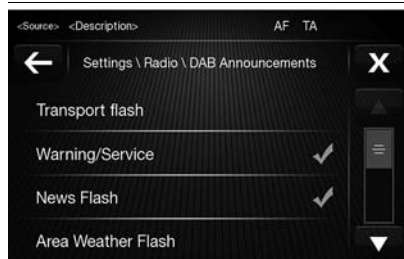 <Source> <Description> AF TA
Settings \ Radio \ DAB Announcements X
Transport flash
Warning/Service
News Flash
Area Weather Flash